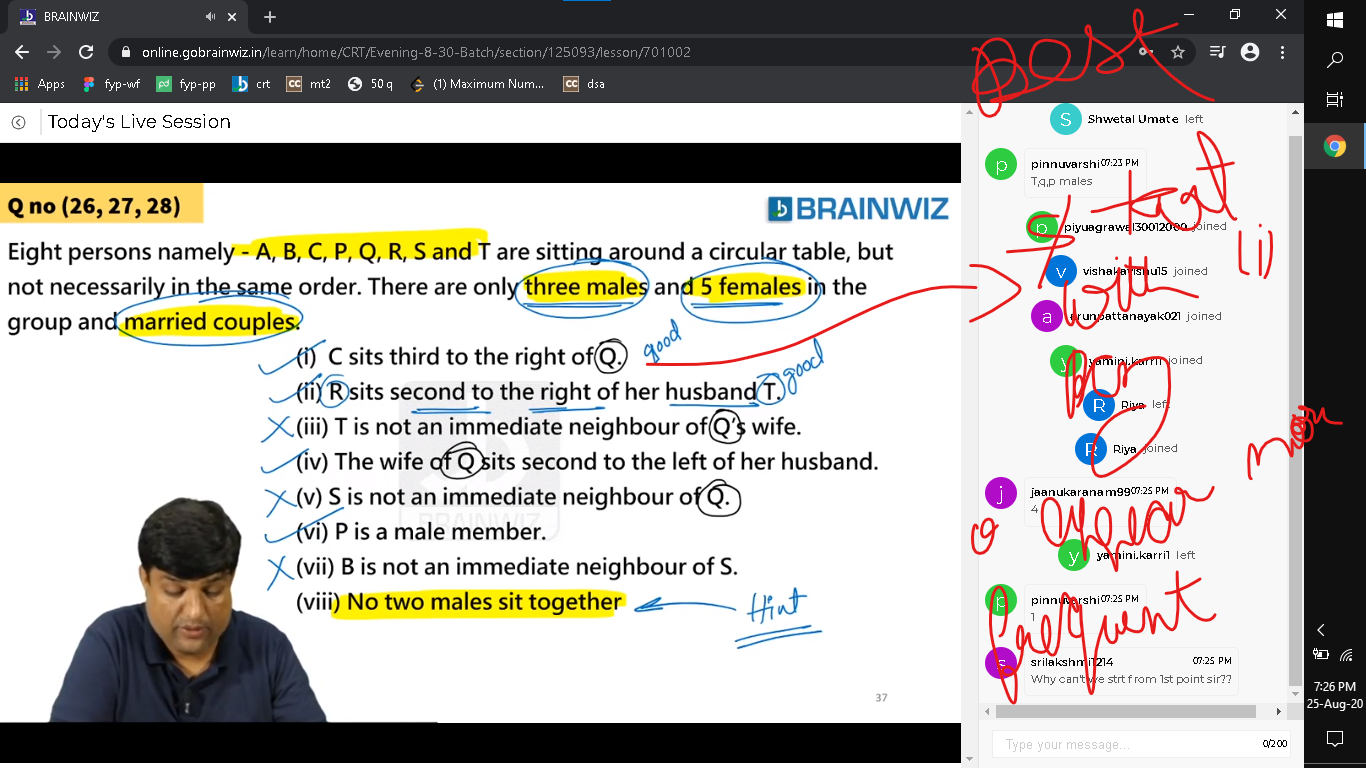 BRAINWIZ
online.gobrainwiz.in/learn/home/CRT/Evening-8-30-Batch/section/125093/lesson/701002
Apps fyp-wf fyp-pp crt mt2 50 q (1) Maximum Num... dsa
Today's Live Session
Q no (26, 27, 28)
BRAINWIZ
Eight persons namely - A, B, C, P, Q, R, S and T are sitting around a circular table, but
not necessarily in the same order. There are only three males and 5 females in the
group and married couples.
(i) C sits third to the right of Q. good
(ii) R sits second to the right of her husband T. good
(iii) T is not an immediate neighbour of Q's wife.
(iv) The wife of Q sits second to the left of her husband.
(v) S is not an immediate neighbour of Q.
(vi) P is a male member.
(vii) B is not an immediate neighbour of S.
(viii) No two males sit together
Hint
37
Shwetal Umate left
pinnuvarshi 07:23 PM
T,q,p males
piyuagrawal30012000 joined
vishakavishu15 joined
arunpattanayak021 joined
yamini.karri1 joined
Riya left
Riya joined
jaanukaranam99 07:25 PM
4
yamini.karri1 left
pinnuvarshi 07:25 PM
1
srilakshmi1214 07:25 PM
Why can't we strt from 1st point sir??
Type your message... 0/200
(i)
with
appear
frequent
7:26 PM
25-Aug-20